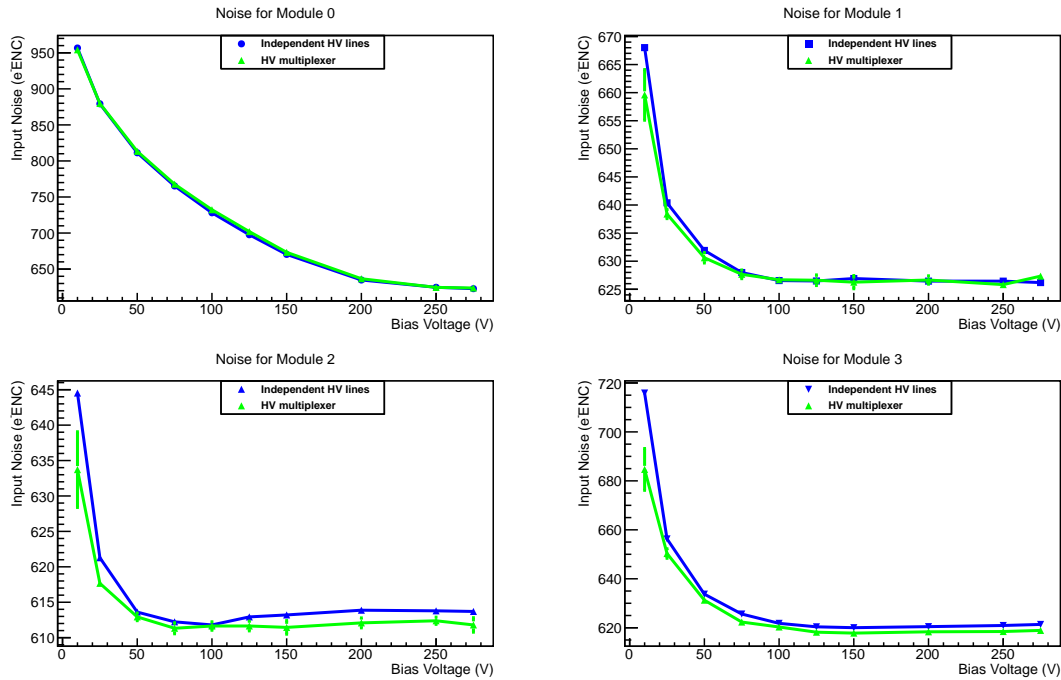 Noise for Module 0
Input Noise (e⁻ENC)
Independent HV lines
HV multiplexer
950
900
850
800
750
700
650
0 50 100 150 200 250
Bias Voltage (V)
Noise for Module 1
Input Noise (e⁻ENC)
Independent HV lines
HV multiplexer
670
665
660
655
650
645
640
635
630
625
0 50 100 150 200 250
Bias Voltage (V)
Noise for Module 2
Input Noise (e⁻ENC)
Independent HV lines
HV multiplexer
645
640
635
630
625
620
615
610
0 50 100 150 200 250
Bias Voltage (V)
Noise for Module 3
Input Noise (e⁻ENC)
Independent HV lines
HV multiplexer
720
700
680
660
640
620
0 50 100 150 200 250
Bias Voltage (V)